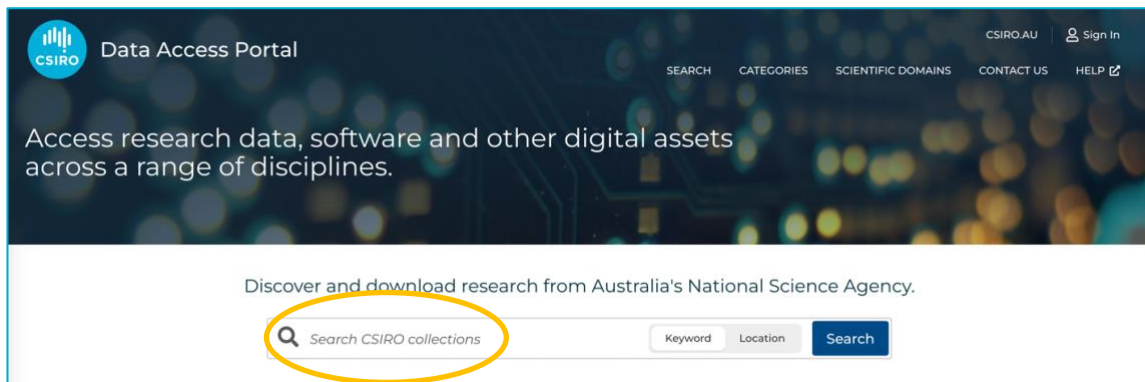 CSIRO
Data Access Portal
CSIRO.AU Sign In
SEARCH CATEGORIES SCIENTIFIC DOMAINS CONTACT US HELP
Access research data, software and other digital assets
across a range of disciplines.
Discover and download research from Australia's National Science Agency.
Search CSIRO collections Keyword Location Search